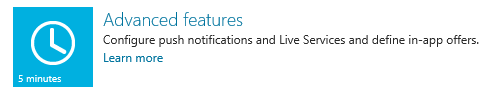 Advanced features
Configure push notifications and Live Services and define in-app offers.
Learn more
5 minutes